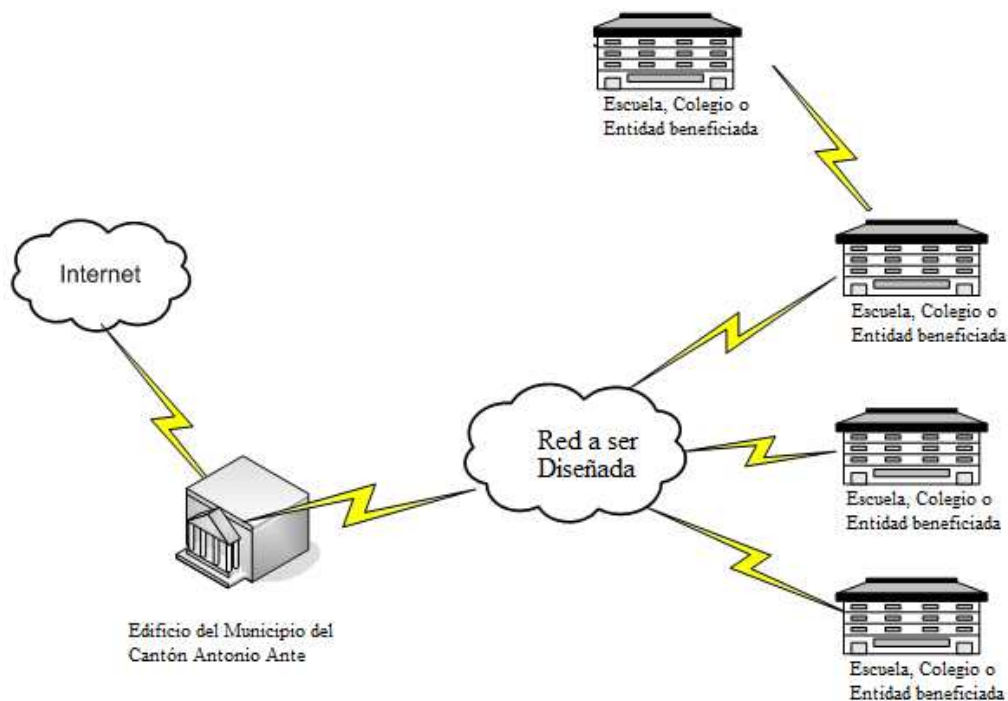 Escuela, Colegio o
Entidad beneficiada
Internet
Escuela, Colegio o
Entidad beneficiada
Red a ser
Diseñada
Escuela, Colegio o
Entidad beneficiada
Edificio del Municipio del
Cantón Antonio Ante
Escuela, Colegio o
Entidad beneficiada